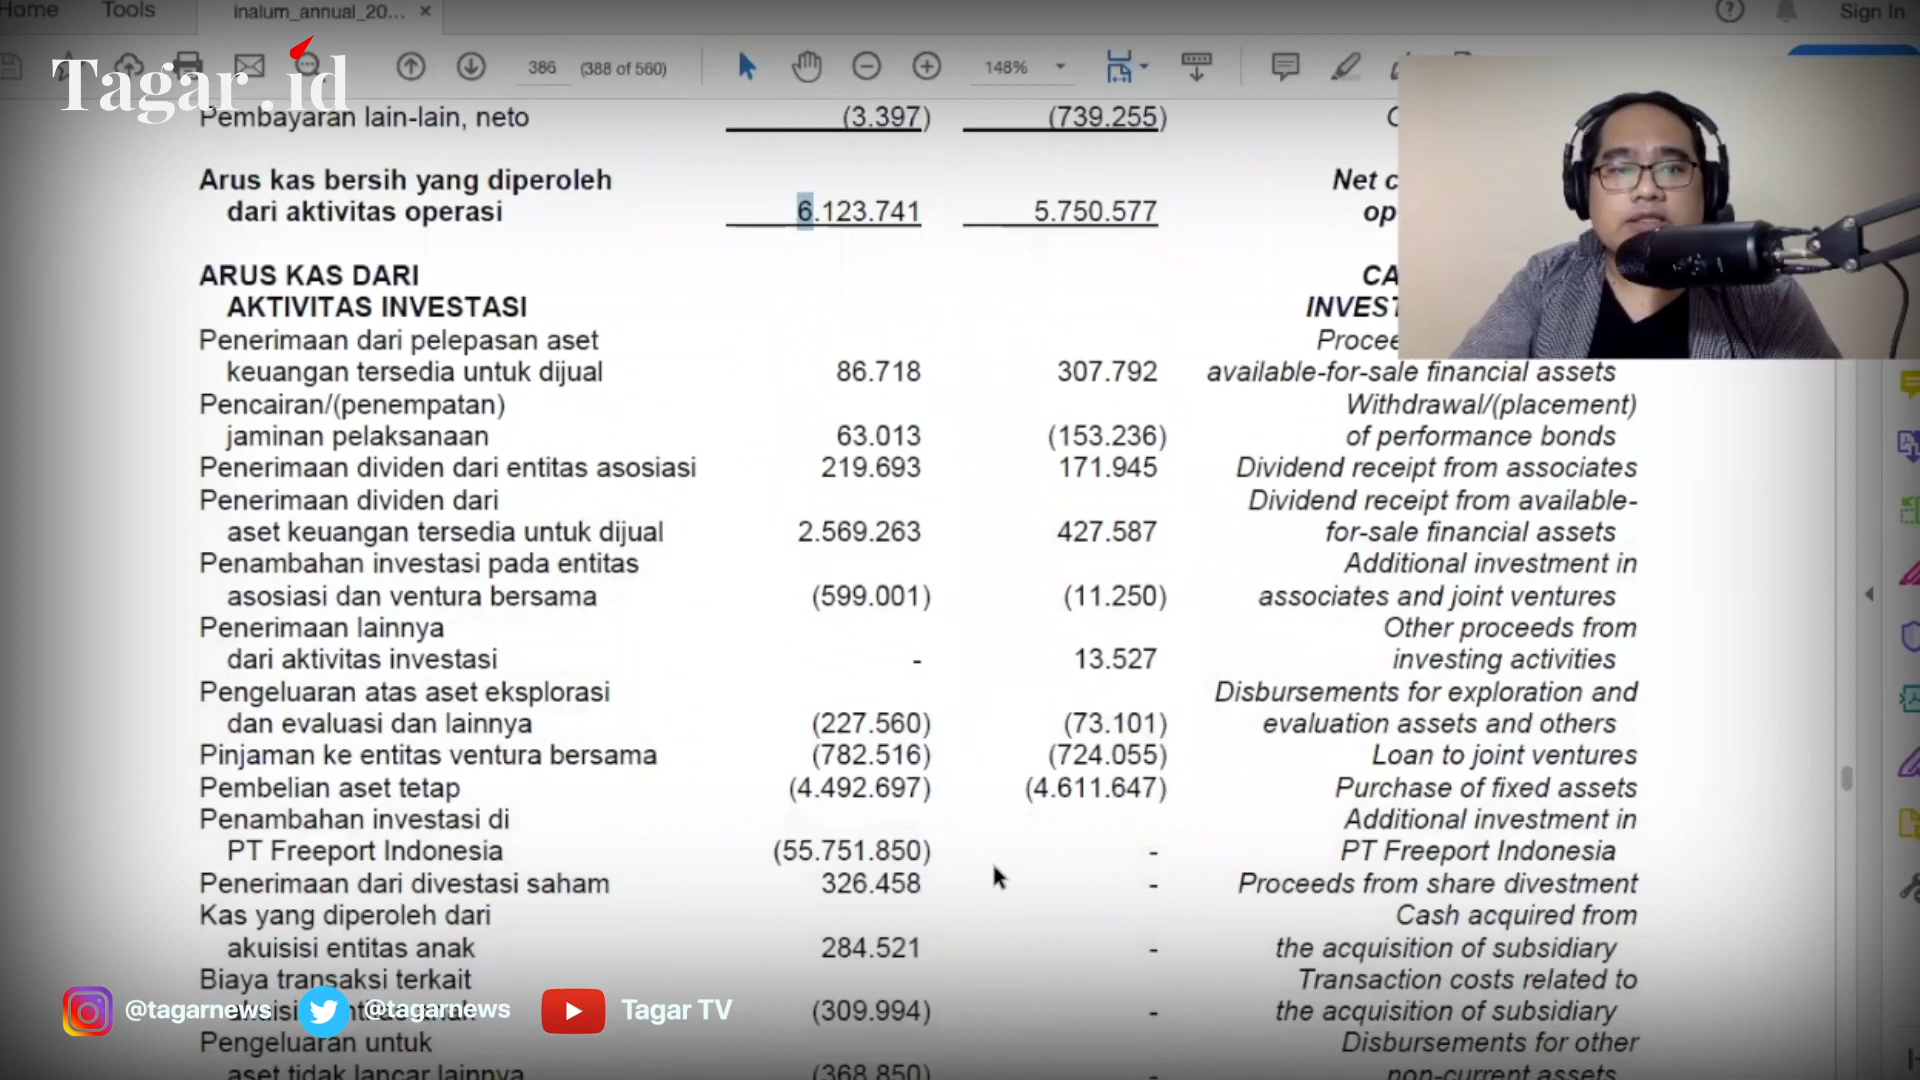 Home Tools inalum_annual_20... × Sign In
Tagar.id
386 (388 of 560) 148%
Pembayaran lain-lain, neto (3.397) (739.255)
Arus kas bersih yang diperoleh Net c
dari aktivitas operasi 6.123.741 5.750.577 op
ARUS KAS DARI CA
AKTIVITAS INVESTASI INVEST
Penerimaan dari pelepasan aset Procee
keuangan tersedia untuk dijual 86.718 307.792 available-for-sale financial assets
Pencairan/(penempatan) Withdrawal/(placement)
jaminan pelaksanaan 63.013 (153.236) of performance bonds
Penerimaan dividen dari entitas asosiasi 219.693 171.945 Dividend receipt from associates
Penerimaan dividen dari Dividend receipt from available-
aset keuangan tersedia untuk dijual 2.569.263 427.587 for-sale financial assets
Penambahan investasi pada entitas Additional investment in
asosiasi dan ventura bersama (599.001) (11.250) associates and joint ventures
Penerimaan lainnya Other proceeds from
dari aktivitas investasi - 13.527 investing activities
Pengeluaran atas aset eksplorasi Disbursements for exploration and
dan evaluasi dan lainnya (227.560) (73.101) evaluation assets and others
Pinjaman ke entitas ventura bersama (782.516) (724.055) Loan to joint ventures
Pembelian aset tetap (4.492.697) (4.611.647) Purchase of fixed assets
Penambahan investasi di Additional investment in
PT Freeport Indonesia (55.751.850) - PT Freeport Indonesia
Penerimaan dari divestasi saham 326.458 - Proceeds from share divestment
Kas yang diperoleh dari Cash acquired from
akuisisi entitas anak 284.521 - the acquisition of subsidiary
Biaya transaksi terkait Transaction costs related to
(309.994) - the acquisition of subsidiary
@tagarnews @tagarnews Tagar TV
Pengeluaran untuk Disbursements for other
aset tidak lancar lainnya (368.850) - non-current assets